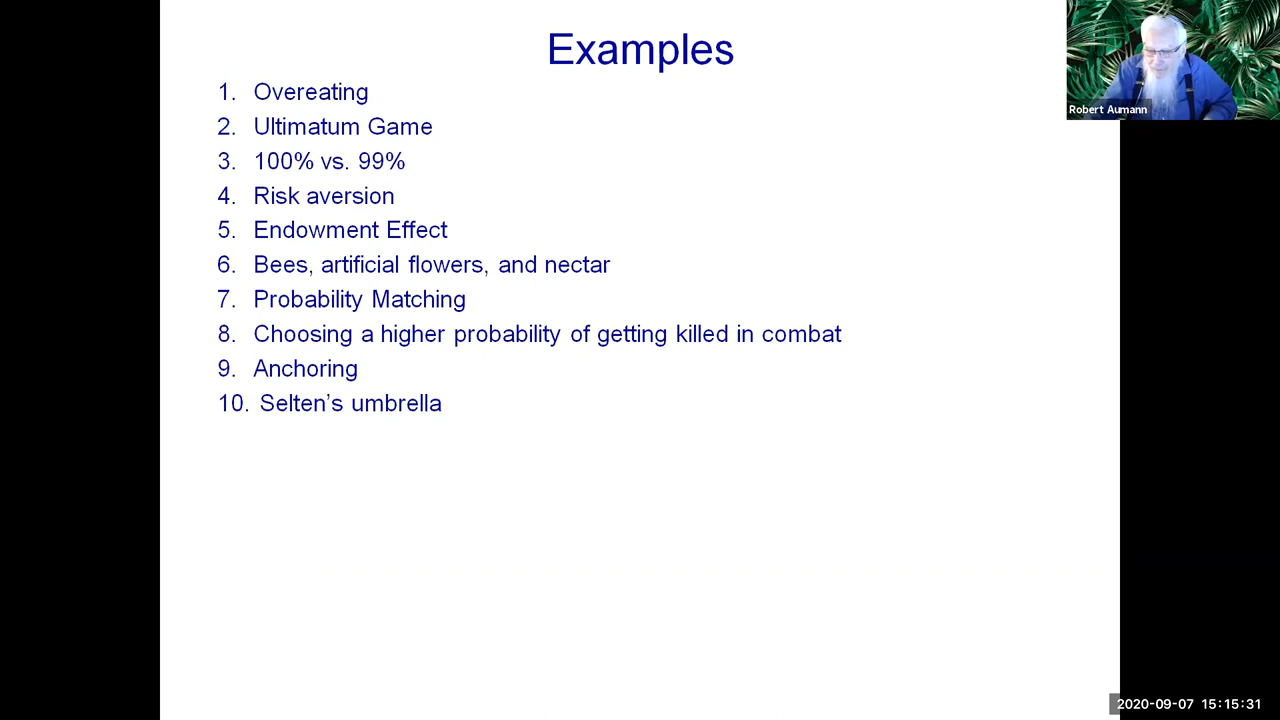 Examples
1. Overeating
2. Ultimatum Game
3. 100% vs. 99%
4. Risk aversion
5. Endowment Effect
6. Bees, artificial flowers, and nectar
7. Probability Matching
8. Choosing a higher probability of getting killed in combat
9. Anchoring
10. Selten’s umbrella
Robert Aumann
2020-09-07 15:15:31